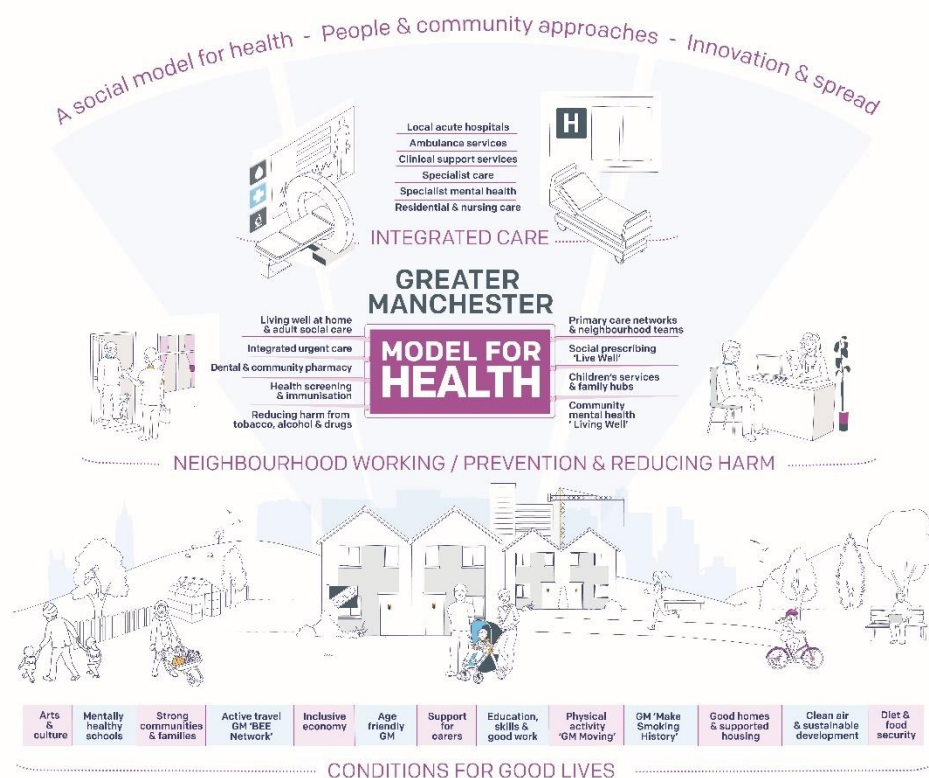 A social model for health - People & community approaches - Innovation & spread
H
Local acute hospitals
Ambulance services
Clinical support services
Specialist care
Specialist mental health
Residential & nursing care
INTEGRATED CARE
GREATER
MANCHESTER
MODEL FOR
HEALTH
Living well at home
& adult social care
Integrated urgent care
Dental & community pharmacy
Health screening
& immunisation
Reducing harm from
tobacco, alcohol & drugs
Primary care networks
& neighbourhood teams
Social prescribing
'Live Well'
Children's services
& family hubs
Community
mental health
' Living Well'
NEIGHBOURHOOD WORKING / PREVENTION & REDUCING HARM
Arts
&
culture
Mentally
healthy
schools
Strong
communities
& families
Active travel
GM 'BEE
Network'
Inclusive
economy
Age
friendly
GM
Support
for
carers
Education,
skills &
good work
Physical
activity
'GM Moving'
GM 'Make
Smoking
History'
Good homes
& supported
housing
Clean air
& sustainable
development
Diet &
food
security
CONDITIONS FOR GOOD LIVES